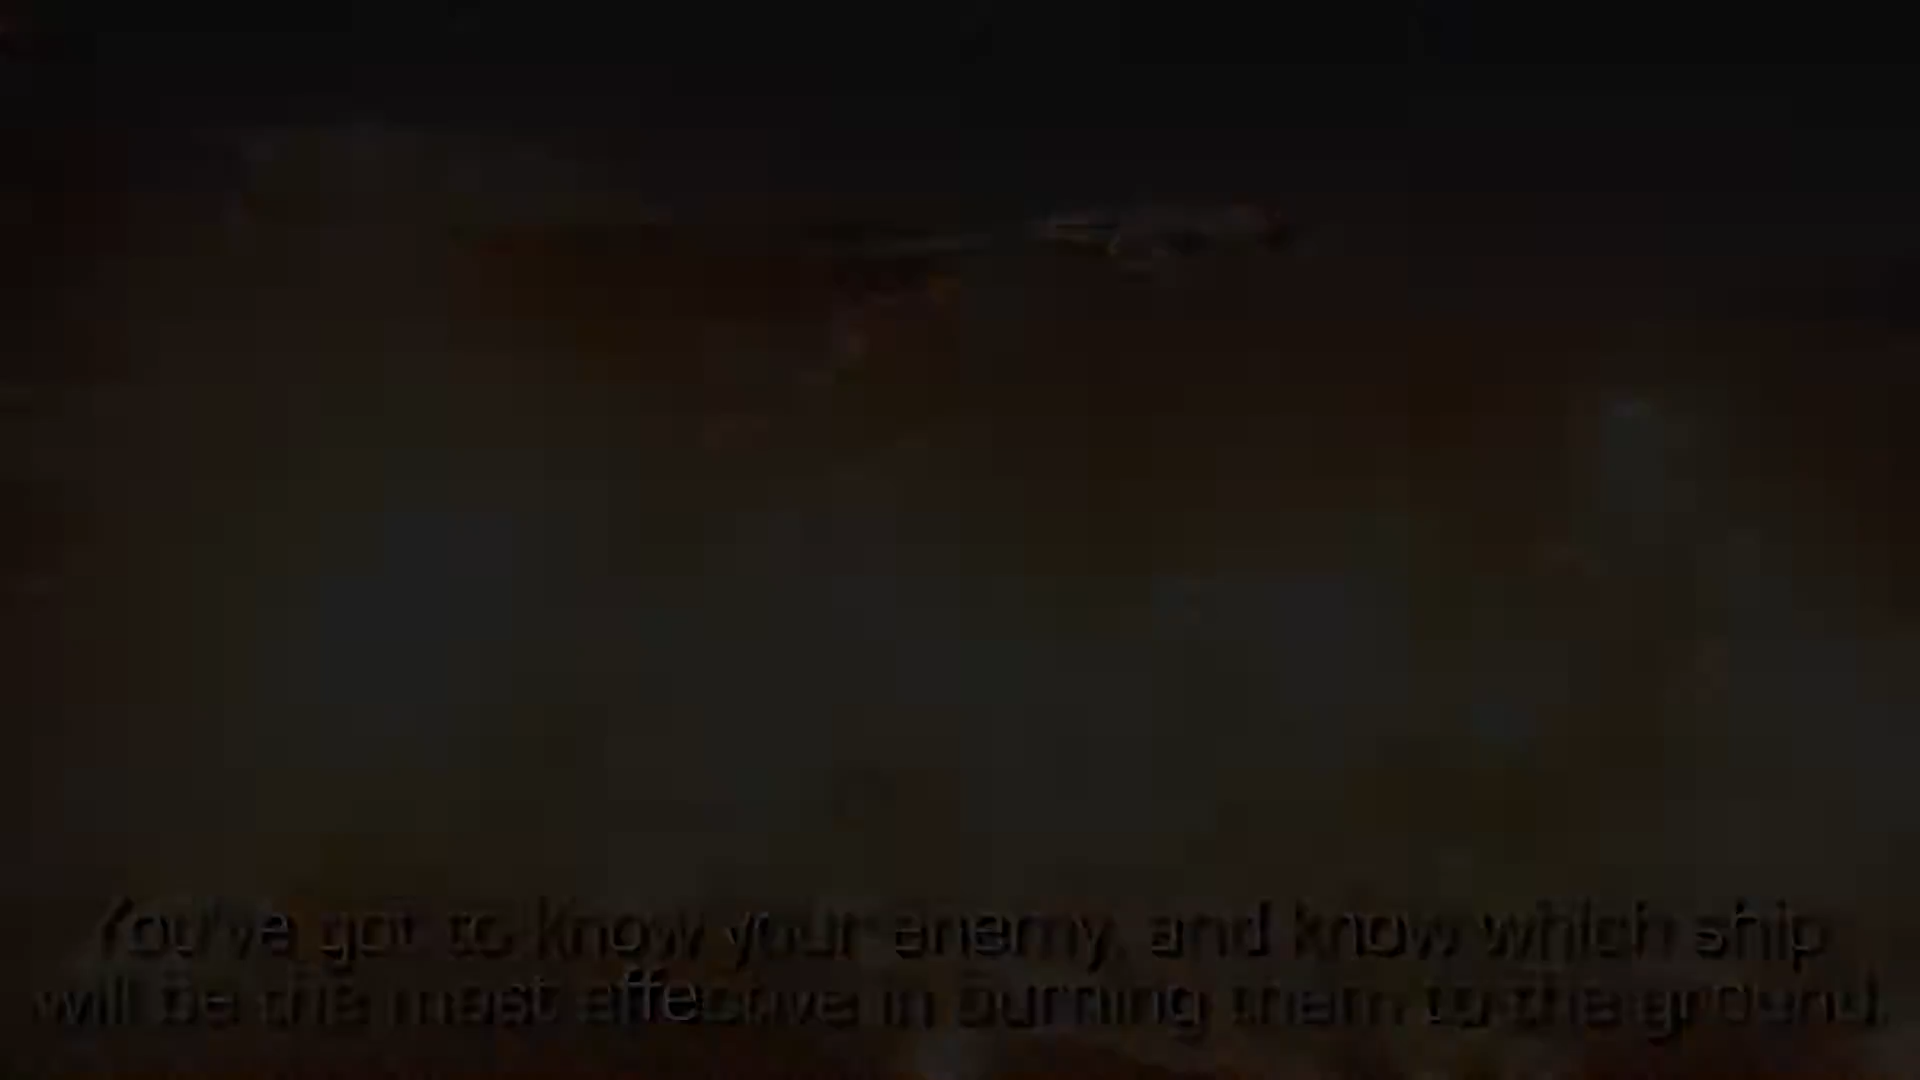 You've got to know your enemy, and know which ship
will be the most effective in burning them to the ground.